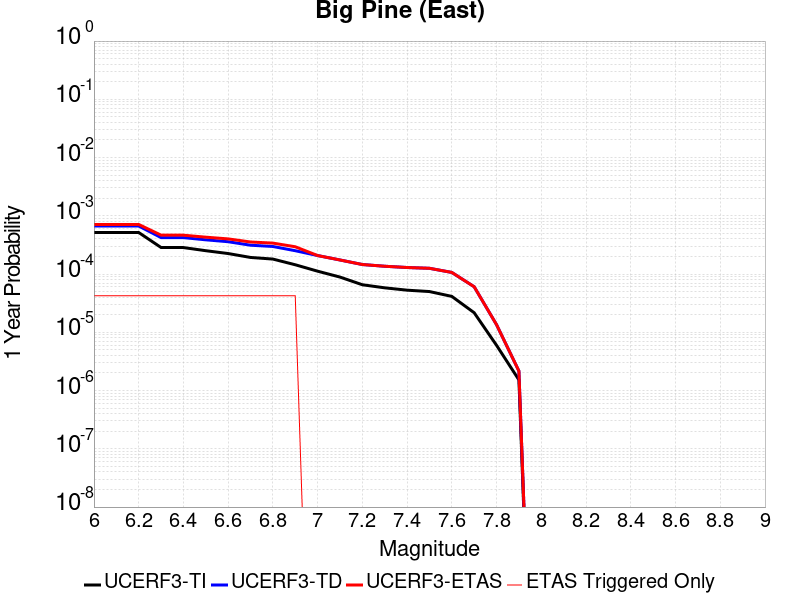 Big Pine (East)
10^0
10^-1
10^-2
10^-3
10^-4
10^-5
10^-6
10^-7
10^-8
1 Year Probability
6 6.2 6.4 6.6 6.8 7 7.2 7.4 7.6 7.8 8 8.2 8.4 8.6 8.8 9
Magnitude
UCERF3-TI UCERF3-TD UCERF3-ETAS ETAS Triggered Only